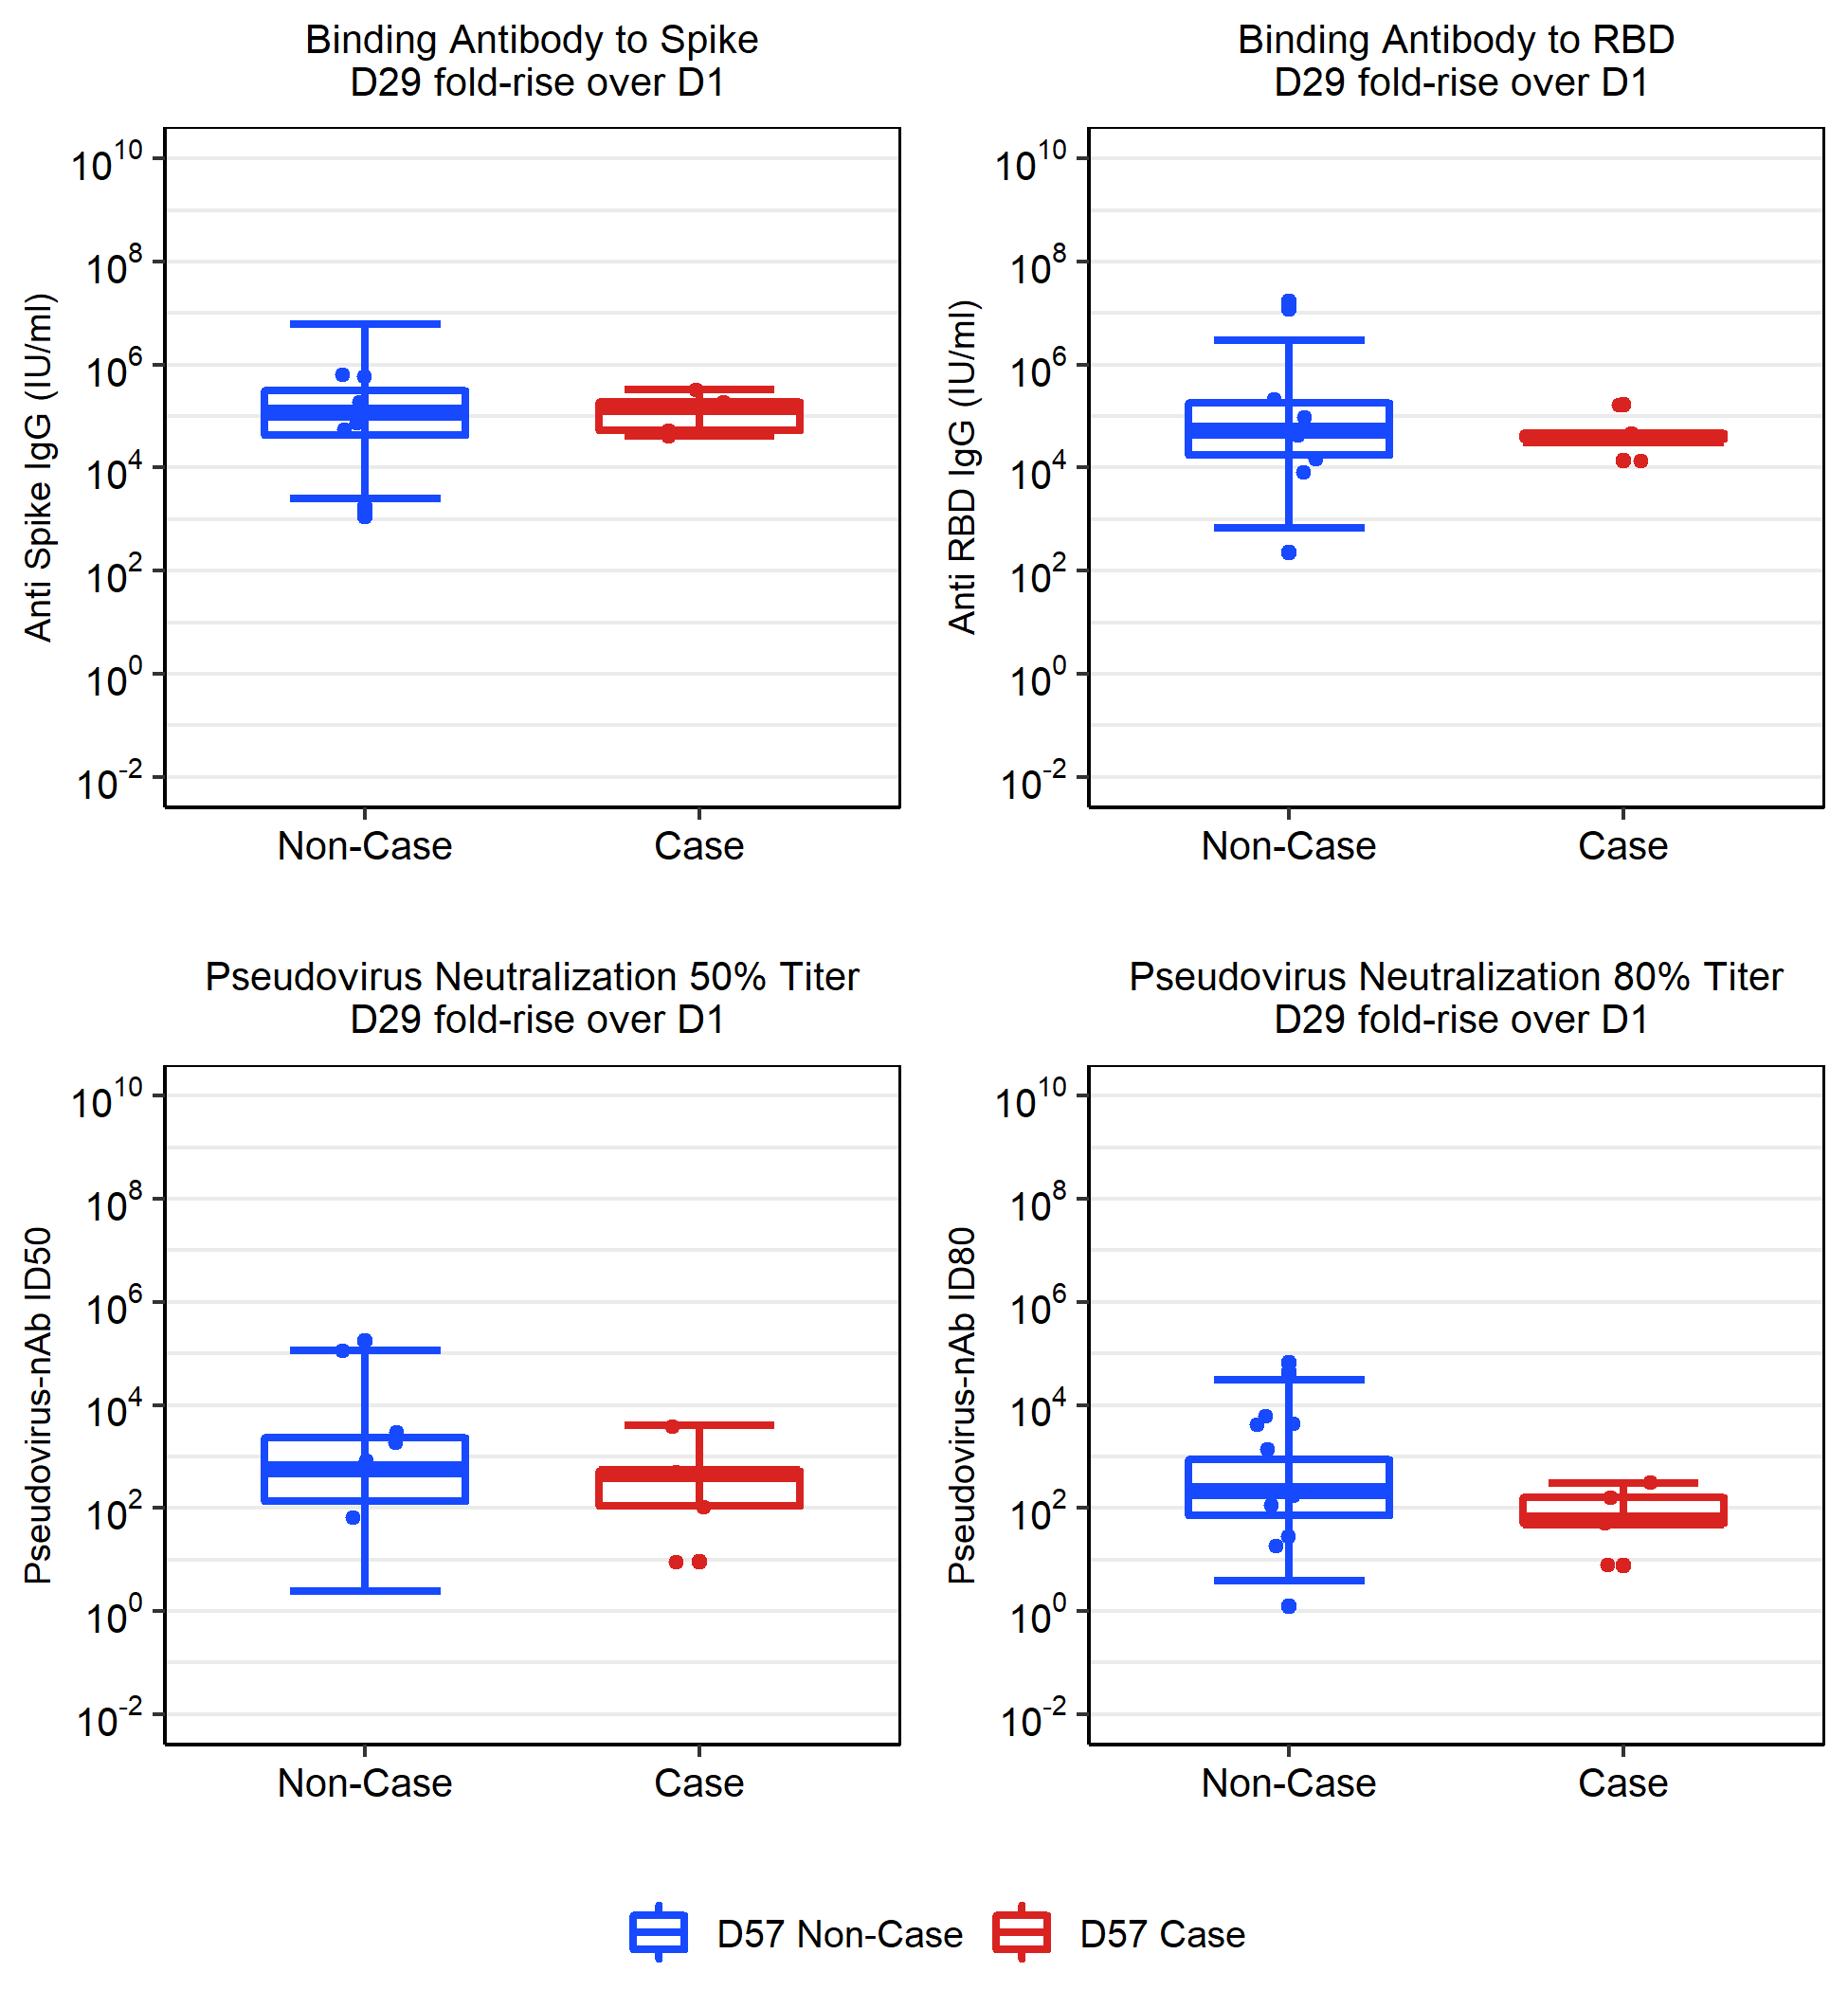 Binding Antibody to Spike
D29 fold-rise over D1
Anti Spike IgG (IU/ml)
10^10
10^8
10^6
10^4
10^2
10^0
10^-2
Non-Case Case
Binding Antibody to RBD
D29 fold-rise over D1
Anti RBD IgG (IU/ml)
10^10
10^8
10^6
10^4
10^2
10^0
10^-2
Non-Case Case
Pseudovirus Neutralization 50% Titer
D29 fold-rise over D1
Pseudovirus-nAb ID50
10^10
10^8
10^6
10^4
10^2
10^0
10^-2
Non-Case Case
Pseudovirus Neutralization 80% Titer
D29 fold-rise over D1
Pseudovirus-nAb ID80
10^10
10^8
10^6
10^4
10^2
10^0
10^-2
Non-Case Case
D57 Non-Case D57 Case